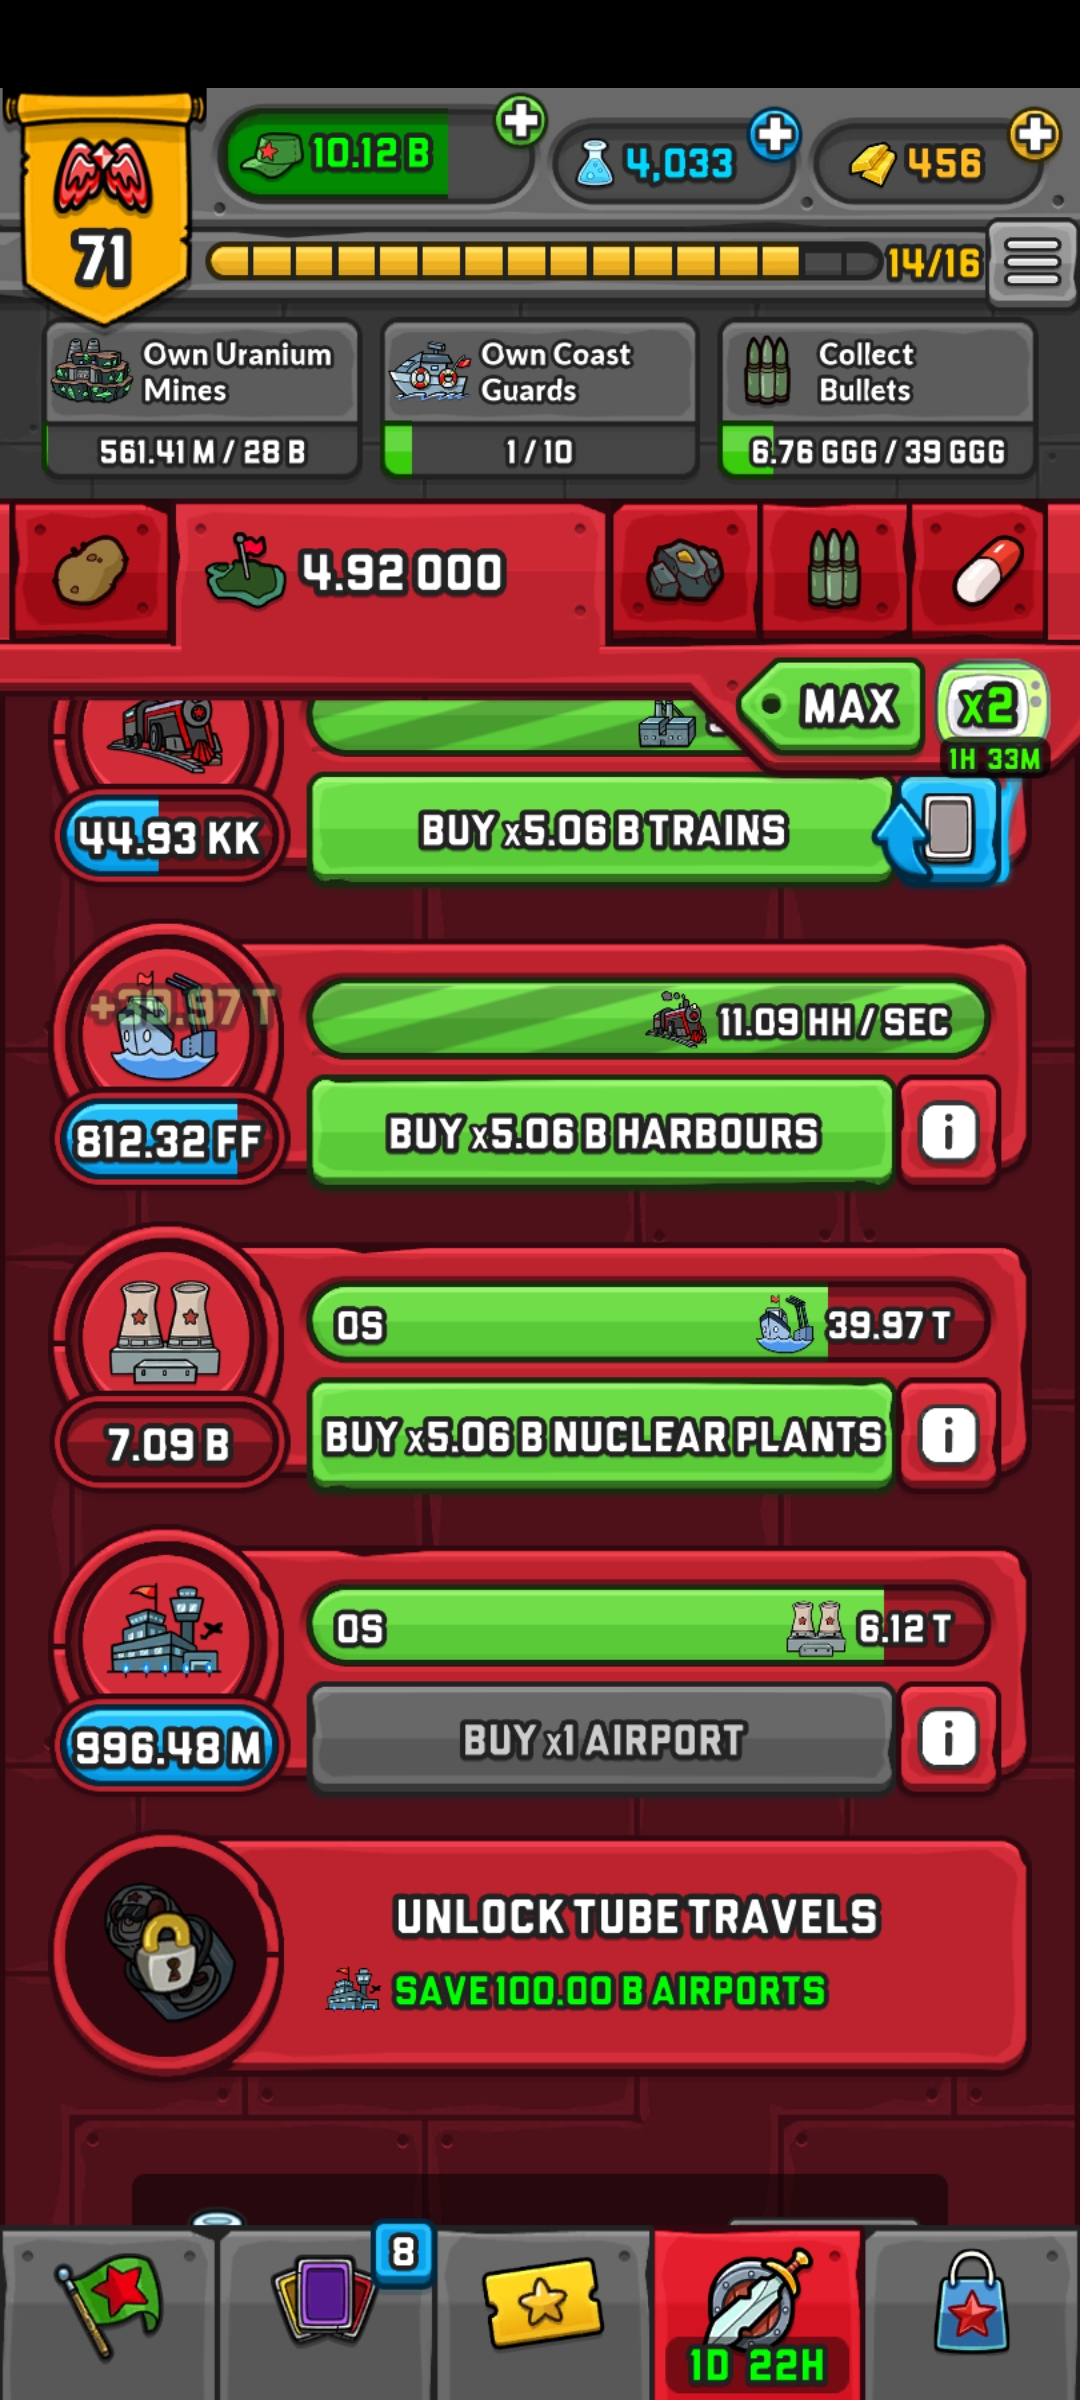 71
10.12 B
4,033
456
14/16
Own Uranium
Mines
561.41 M / 28 B
Own Coast
Guards
1 / 10
Collect
Bullets
6.76 GGG / 39 GGG
4.92 000
MAX
x2
1H 33M
44.93 KK
BUY x5.06 B TRAINS
+39.97 T
11.09 HH / SEC
812.32 FF
BUY x5.06 B HARBOURS
i
0S
39.97 T
7.09 B
BUY x5.06 B NUCLEAR PLANTS
i
0S
6.12 T
996.48 M
BUY x1 AIRPORT
i
UNLOCK TUBE TRAVELS
SAVE 100.00 B AIRPORTS
8
1D 22H